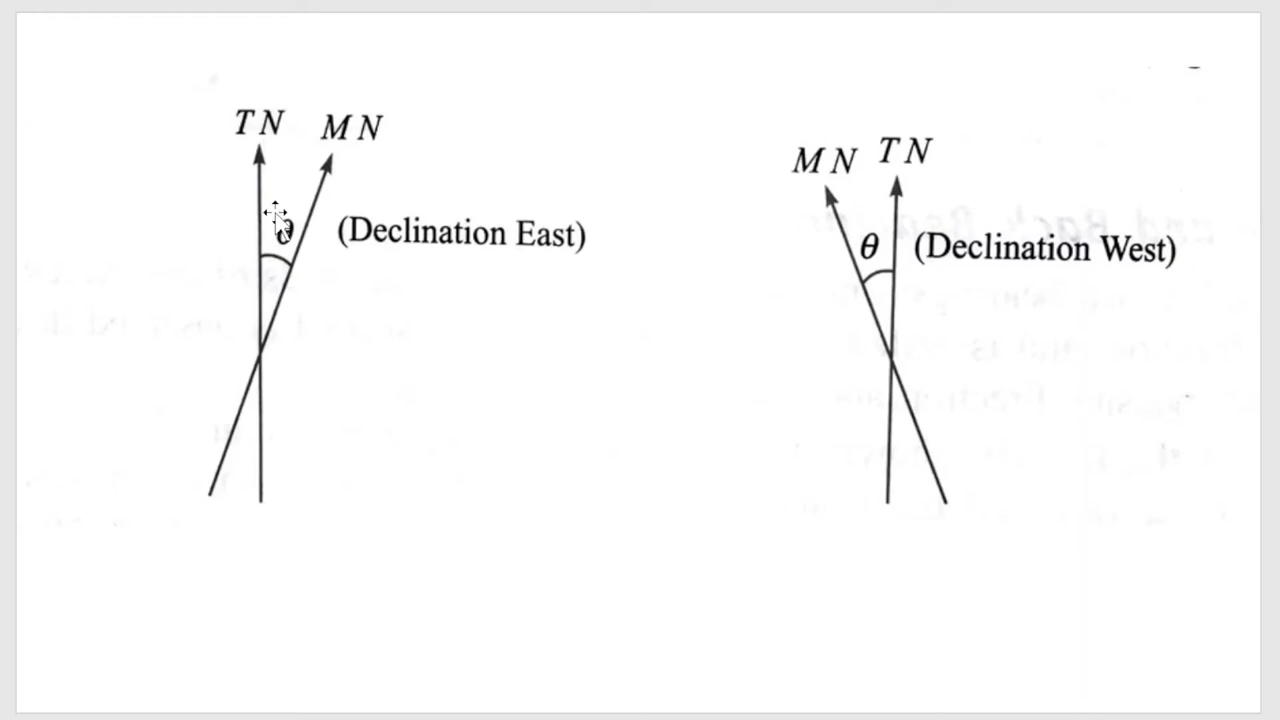 TN MN
θ (Declination East)
MN TN
θ (Declination West)